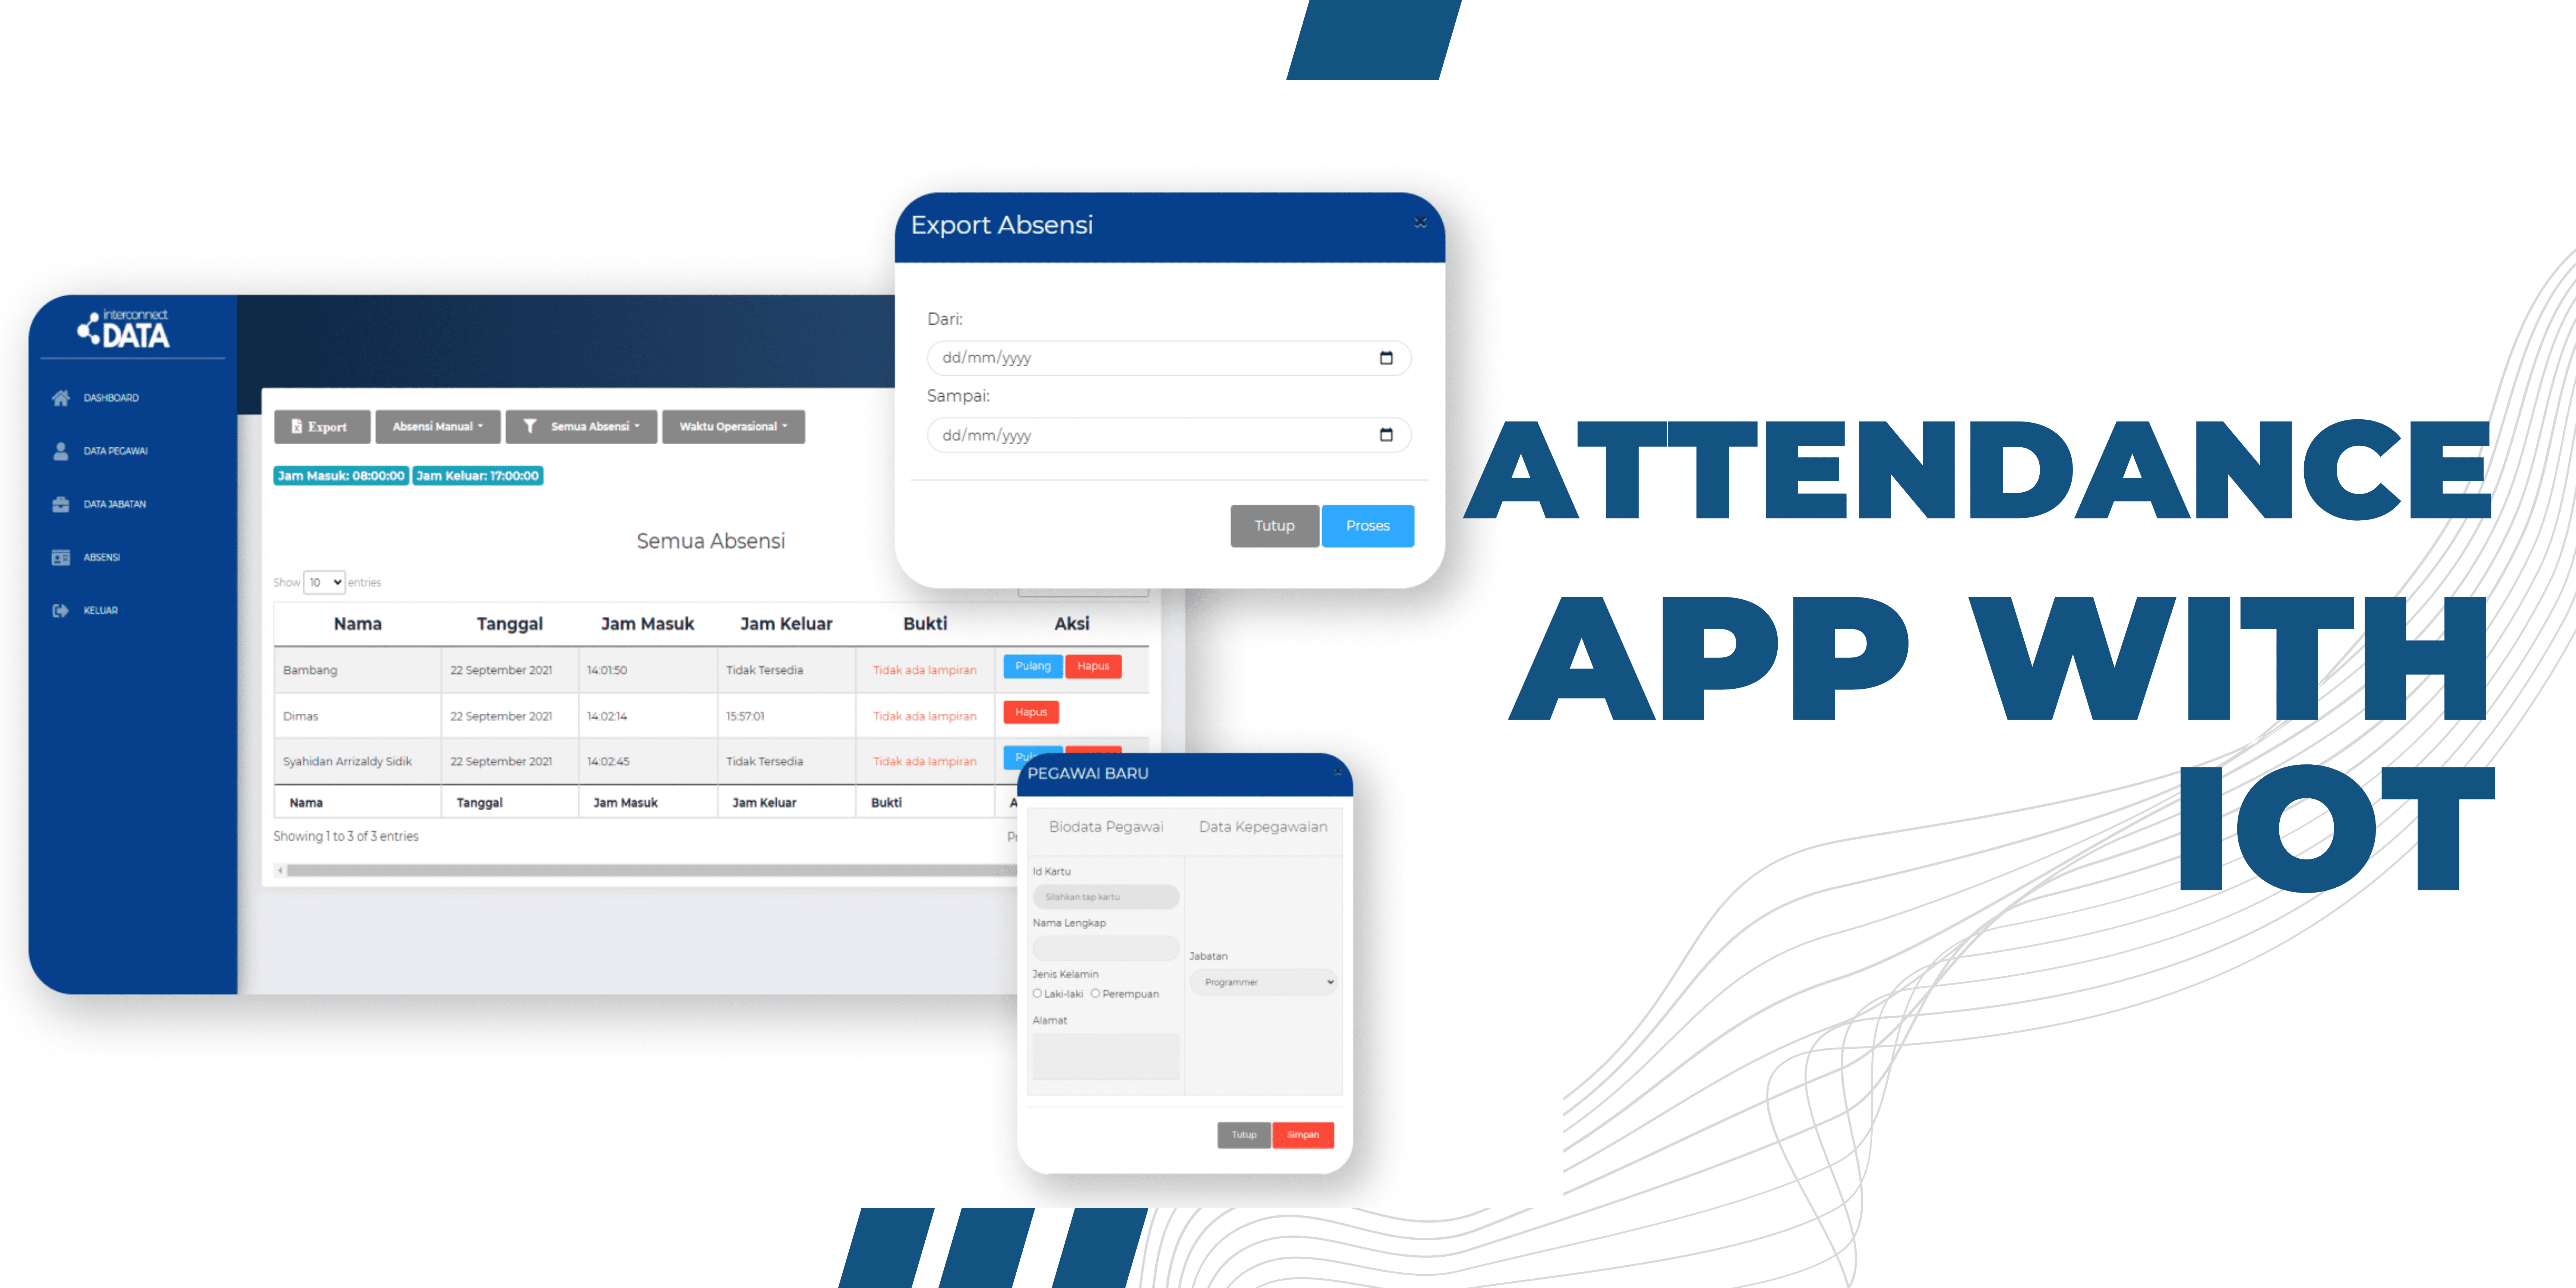 interconnect
DATA
DASHBOARD
DATA PEGAWAI
DATA JABATAN
ABSENSI
KELUAR
Export Absensi Manual Semua Absensi Waktu Operasional
Jam Masuk: 08:00:00 Jam Keluar: 17:00:00
Semua Absensi
Show 10 entries
Nama Tanggal Jam Masuk Jam Keluar Bukti Aksi
Bambang 22 September 2021 14:01:50 Tidak Tersedia Tidak ada lampiran Pulang Hapus
Dimas 22 September 2021 14:02:14 15:57:01 Tidak ada lampiran Hapus
Syahidan Arrizaldy Sidik 22 September 2021 14:02:45 Tidak Tersedia Tidak ada lampiran
Nama Tanggal Jam Masuk Jam Keluar Bukti
Showing 1 to 3 of 3 entries
Export Absensi
Dari:
dd/mm/yyyy
Sampai:
dd/mm/yyyy
Tutup Proses
PEGAWAI BARU
Biodata Pegawai Data Kepegawaian
Id Kartu
Silahkan tap kartu
Nama Lengkap
Jenis Kelamin
Laki-laki Perempuan
Alamat
Jabatan
Programmer
Tutup Simpan
ATTENDANCE
APP WITH
IOT